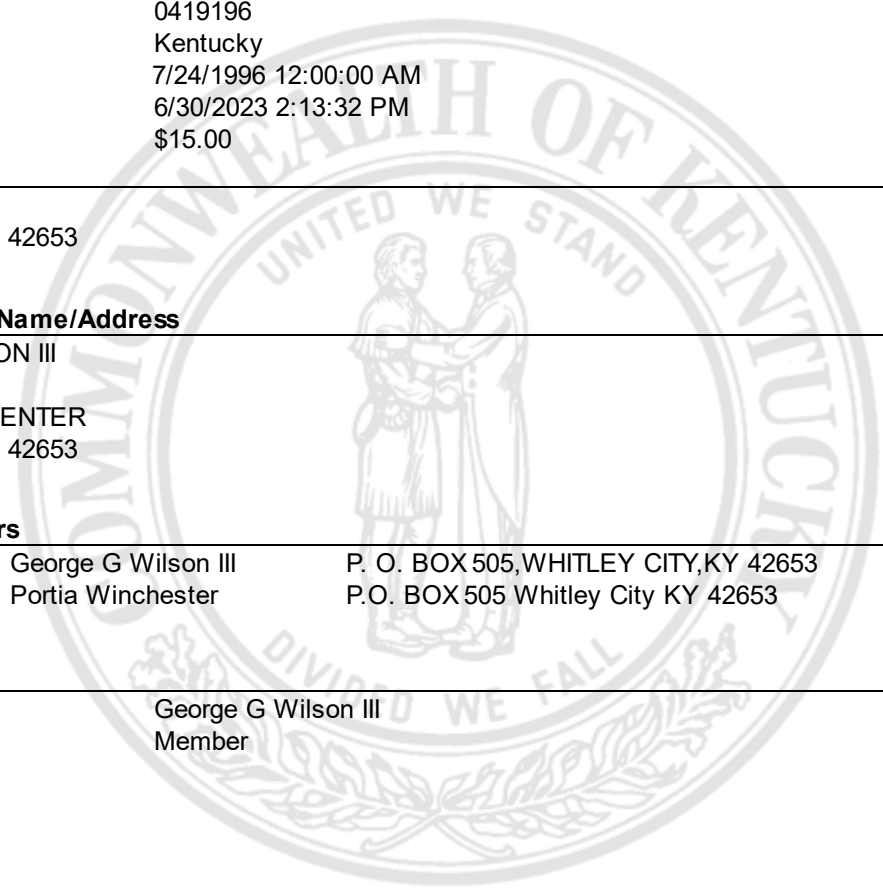 0419196
Kentucky
7/24/1996 12:00:00 AM
6/30/2023 2:13:32 PM
$15.00
42653
Name/Address
ON III
ENTER
42653
rs
George G Wilson III P. O. BOX 505,WHITLEY CITY,KY 42653
Portia Winchester P.O. BOX 505 Whitley City KY 42653
George G Wilson III
Member
COMMONWEALTH OF KENTUCKY
UNITED WE STAND
DIVIDED WE FALL